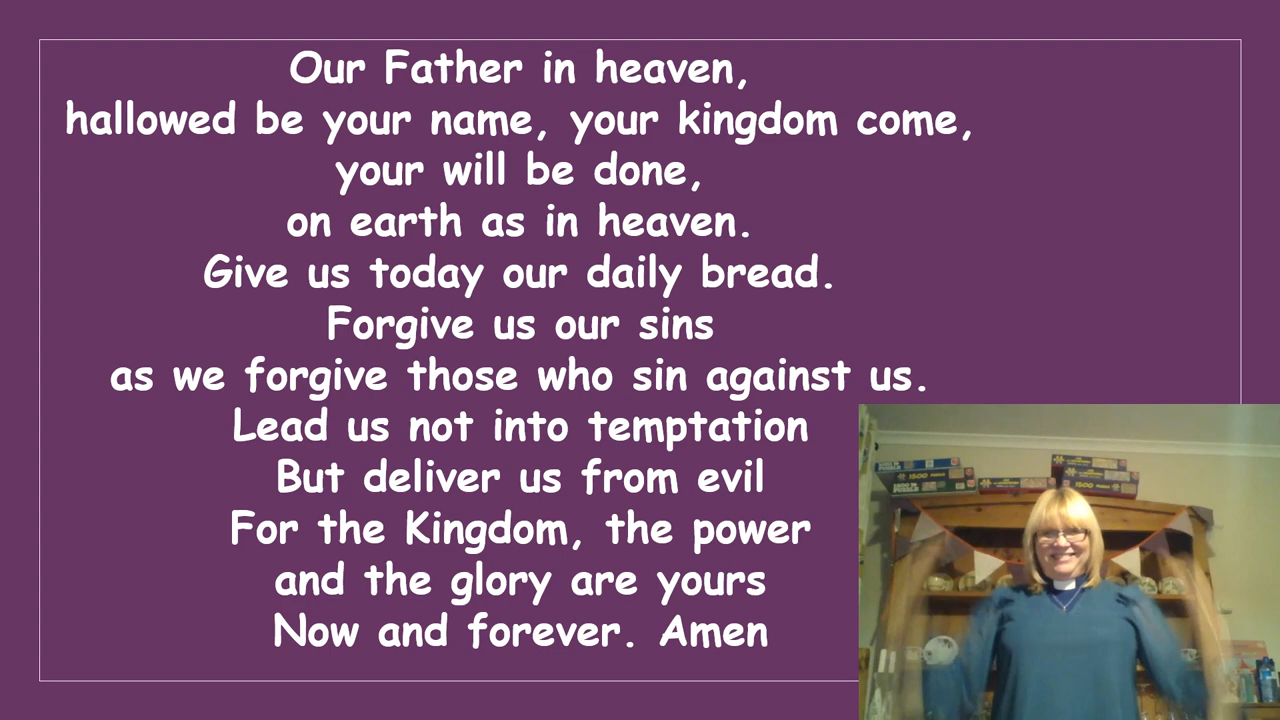 Our Father in heaven,
hallowed be your name, your kingdom come,
your will be done,
on earth as in heaven.
Give us today our daily bread.
Forgive us our sins
as we forgive those who sin against us.
Lead us not into temptation
But deliver us from evil
For the Kingdom, the power
and the glory are yours
Now and forever. Amen
1500
1500